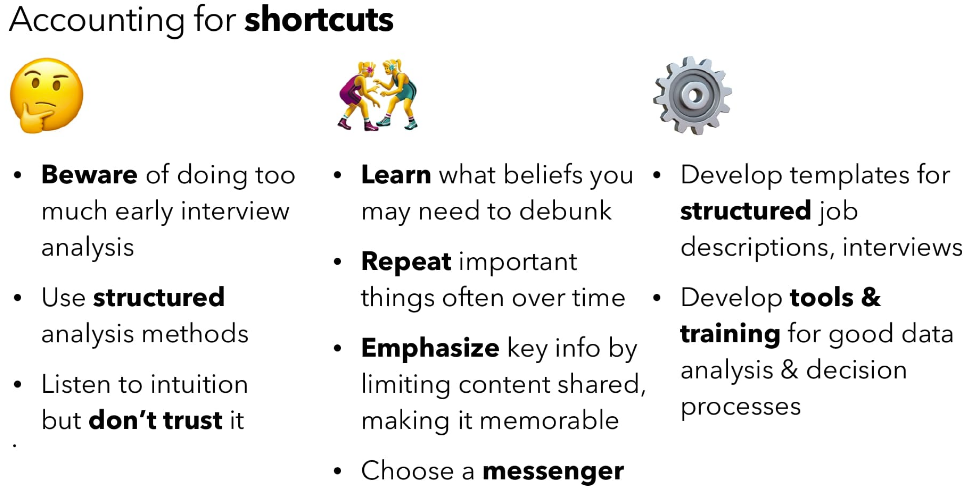 Accounting for shortcuts
• Beware of doing too
much early interview
analysis
• Use structured
analysis methods
• Listen to intuition
but don’t trust it
.
• Learn what beliefs you
may need to debunk
• Repeat important
things often over time
• Emphasize key info by
limiting content shared,
making it memorable
• Choose a messenger
• Develop templates for
structured job
descriptions, interviews
• Develop tools &
training for good data
analysis & decision
processes